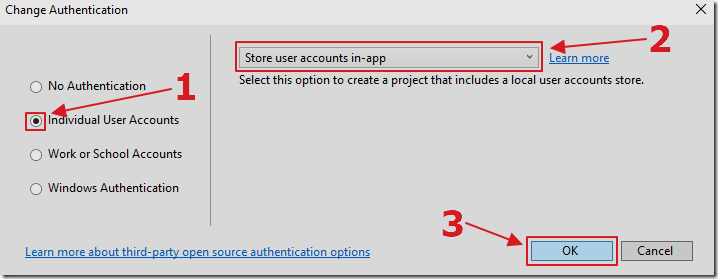 Change Authentication
2
Store user accounts in-app
Learn more
Select this option to create a project that includes a local user accounts store.
No Authentication
1
Individual User Accounts
Work or School Accounts
Windows Authentication
3
Learn more about third-party open source authentication options
OK
Cancel